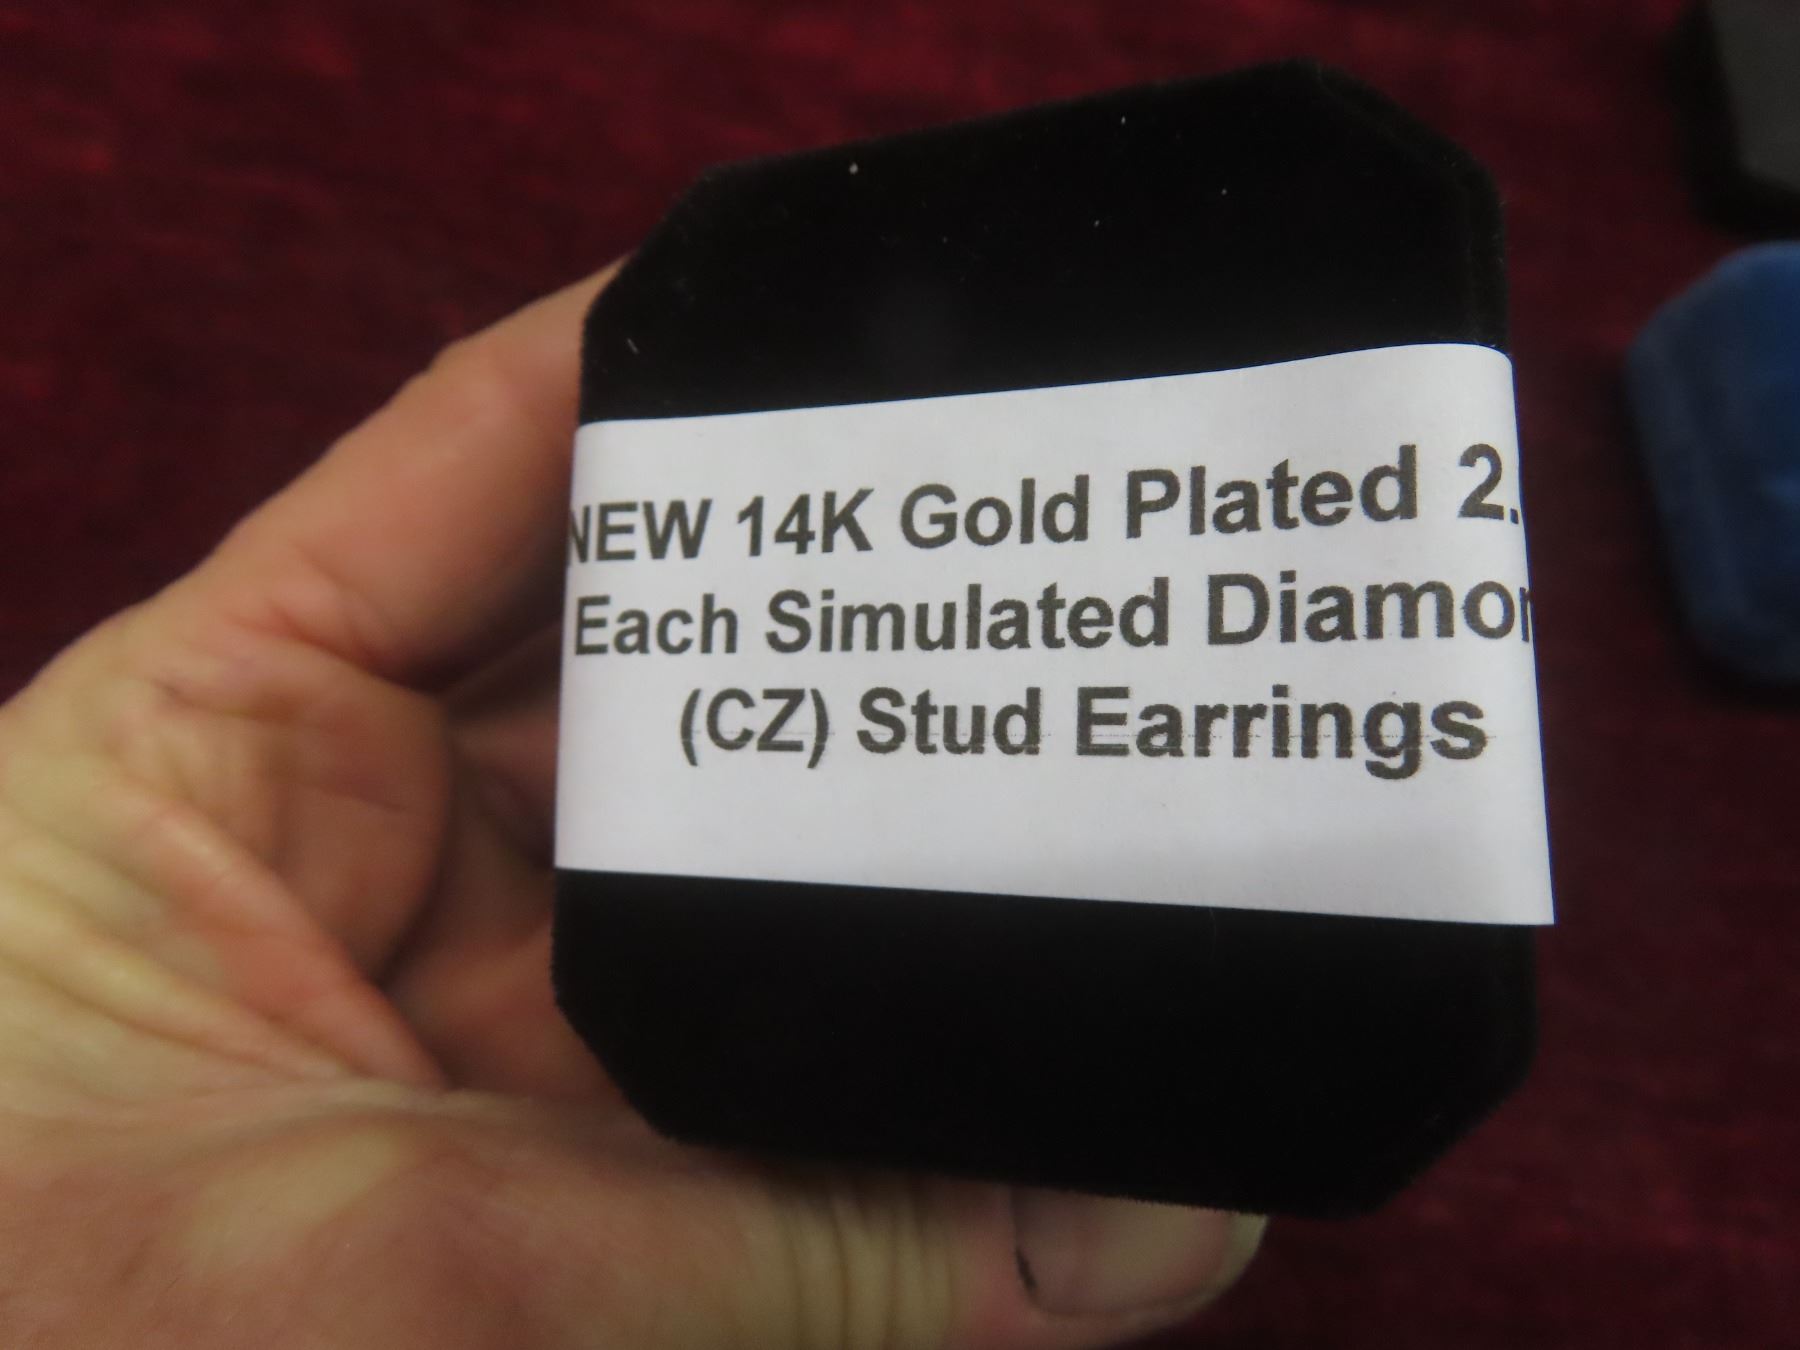 NEW 14K Gold Plated 2.
Each Simulated Diamon
(CZ) Stud Earrings